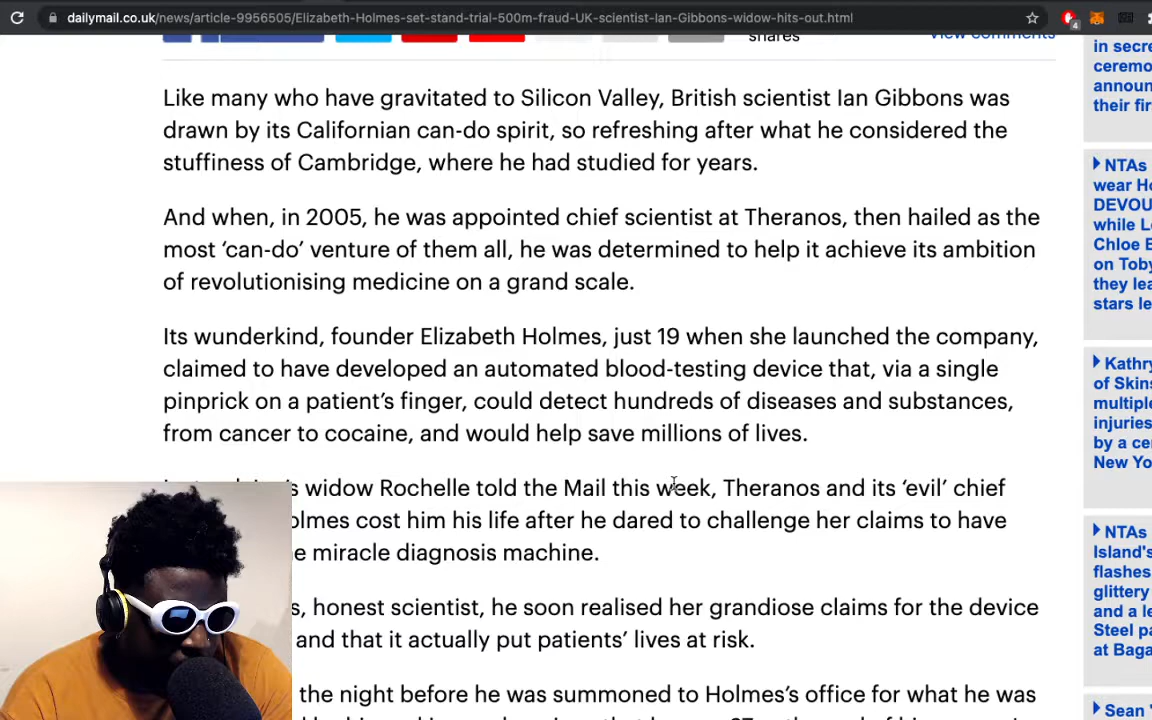 dailymail.co.uk/news/article-9956505/Elizabeth-Holmes-set-stand-trial-500m-fraud-UK-scientist-Ian-Gibbons-widow-hits-out.html
4
shares
View comments
Like many who have gravitated to Silicon Valley, British scientist Ian Gibbons was
drawn by its Californian can-do spirit, so refreshing after what he considered the
stuffiness of Cambridge, where he had studied for years.
And when, in 2005, he was appointed chief scientist at Theranos, then hailed as the
most ‘can-do’ venture of them all, he was determined to help it achieve its ambition
of revolutionising medicine on a grand scale.
Its wunderkind, founder Elizabeth Holmes, just 19 when she launched the company,
claimed to have developed an automated blood-testing device that, via a single
pinprick on a patient’s finger, could detect hundreds of diseases and substances,
from cancer to cocaine, and would help save millions of lives.
widow Rochelle told the Mail this week, Theranos and its ‘evil’ chief
olmes cost him his life after he dared to challenge her claims to have
e miracle diagnosis machine.
s, honest scientist, he soon realised her grandiose claims for the device
and that it actually put patients’ lives at risk.
the night before he was summoned to Holmes’s office for what he was
in secre
ceremo
announ
their fir
NTAs
wear Ho
DEVOU
while L
Chloe B
on Toby
they lea
stars le
Kathry
of Skins
multiple
injuries
by a ce
New Yo
NTAs
Island's
flashes
glittery
and a le
Steel pa
at Baga
Sean '